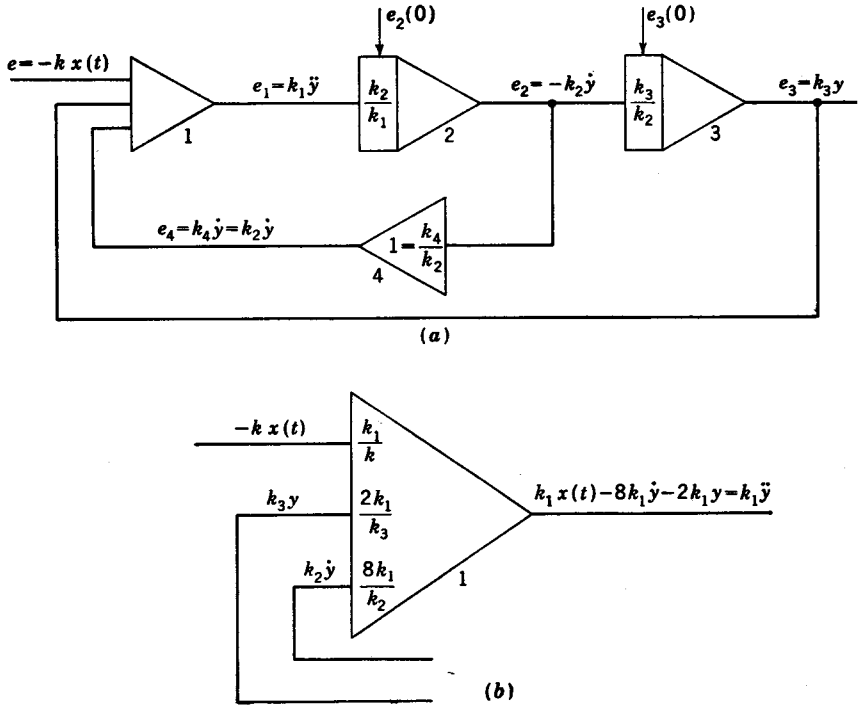 e₂(0)
e₃(0)
e=−k x(t)
e₁=k₁ÿ
k₂/k₁
e₂=−k₂ẏ
k₃/k₂
e₃=k₃y
1
2
3
e₄=k₄ẏ=k₂ẏ
1=k₄/k₂
4
(a)
−k x(t)
k₁/k
k₃y
2k₁/k₃
k₁x(t)−8k₁ẏ−2k₁y=k₁ÿ
k₂ẏ
8k₁/k₂
1
(b)